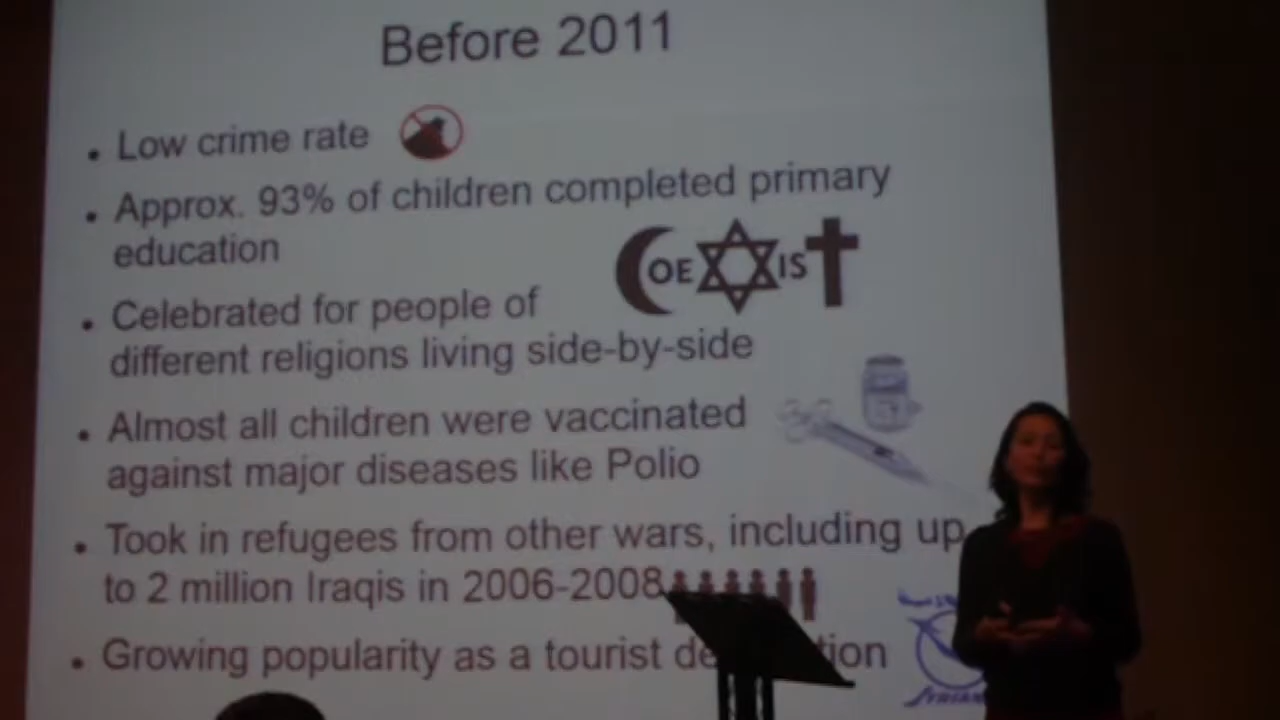 Before 2011
• Low crime rate
• Approx. 93% of children completed primary
education
COEXIST
• Celebrated for people of
different religions living side-by-side
• Almost all children were vaccinated
against major diseases like Polio
• Took in refugees from other wars, including up
to 2 million Iraqis in 2006-2008
• Growing popularity as a tourist
SYRIAN